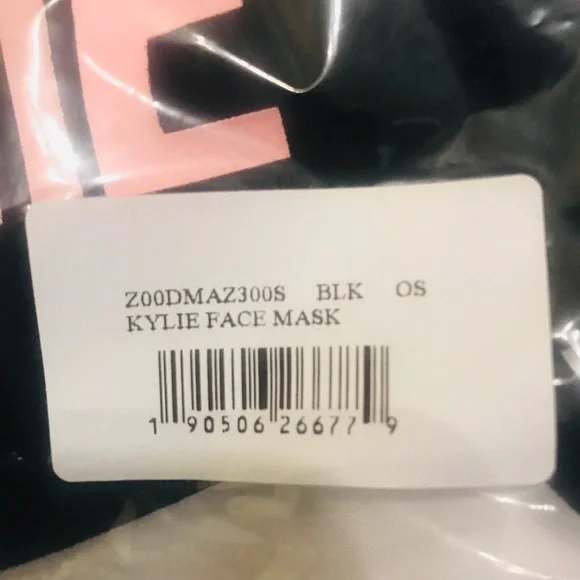 E
Z00DMAZ300S BLK OS
KYLIE FACE MASK
1 90506 26677 9